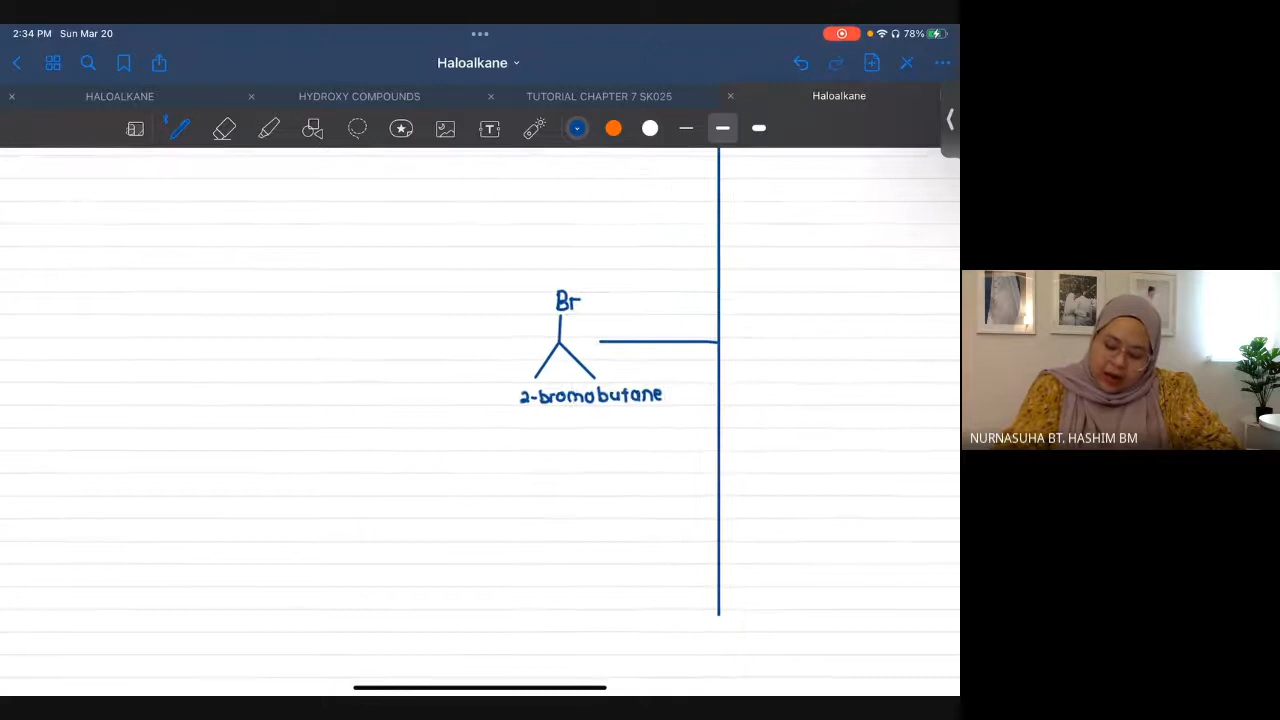 2:34 PM Sun Mar 20
78%
Haloalkane
HALOALKANE
HYDROXY COMPOUNDS
TUTORIAL CHAPTER 7 SK025
Haloalkane
Br
2-bromobutane
NURNASUHA BT. HASHIM BM